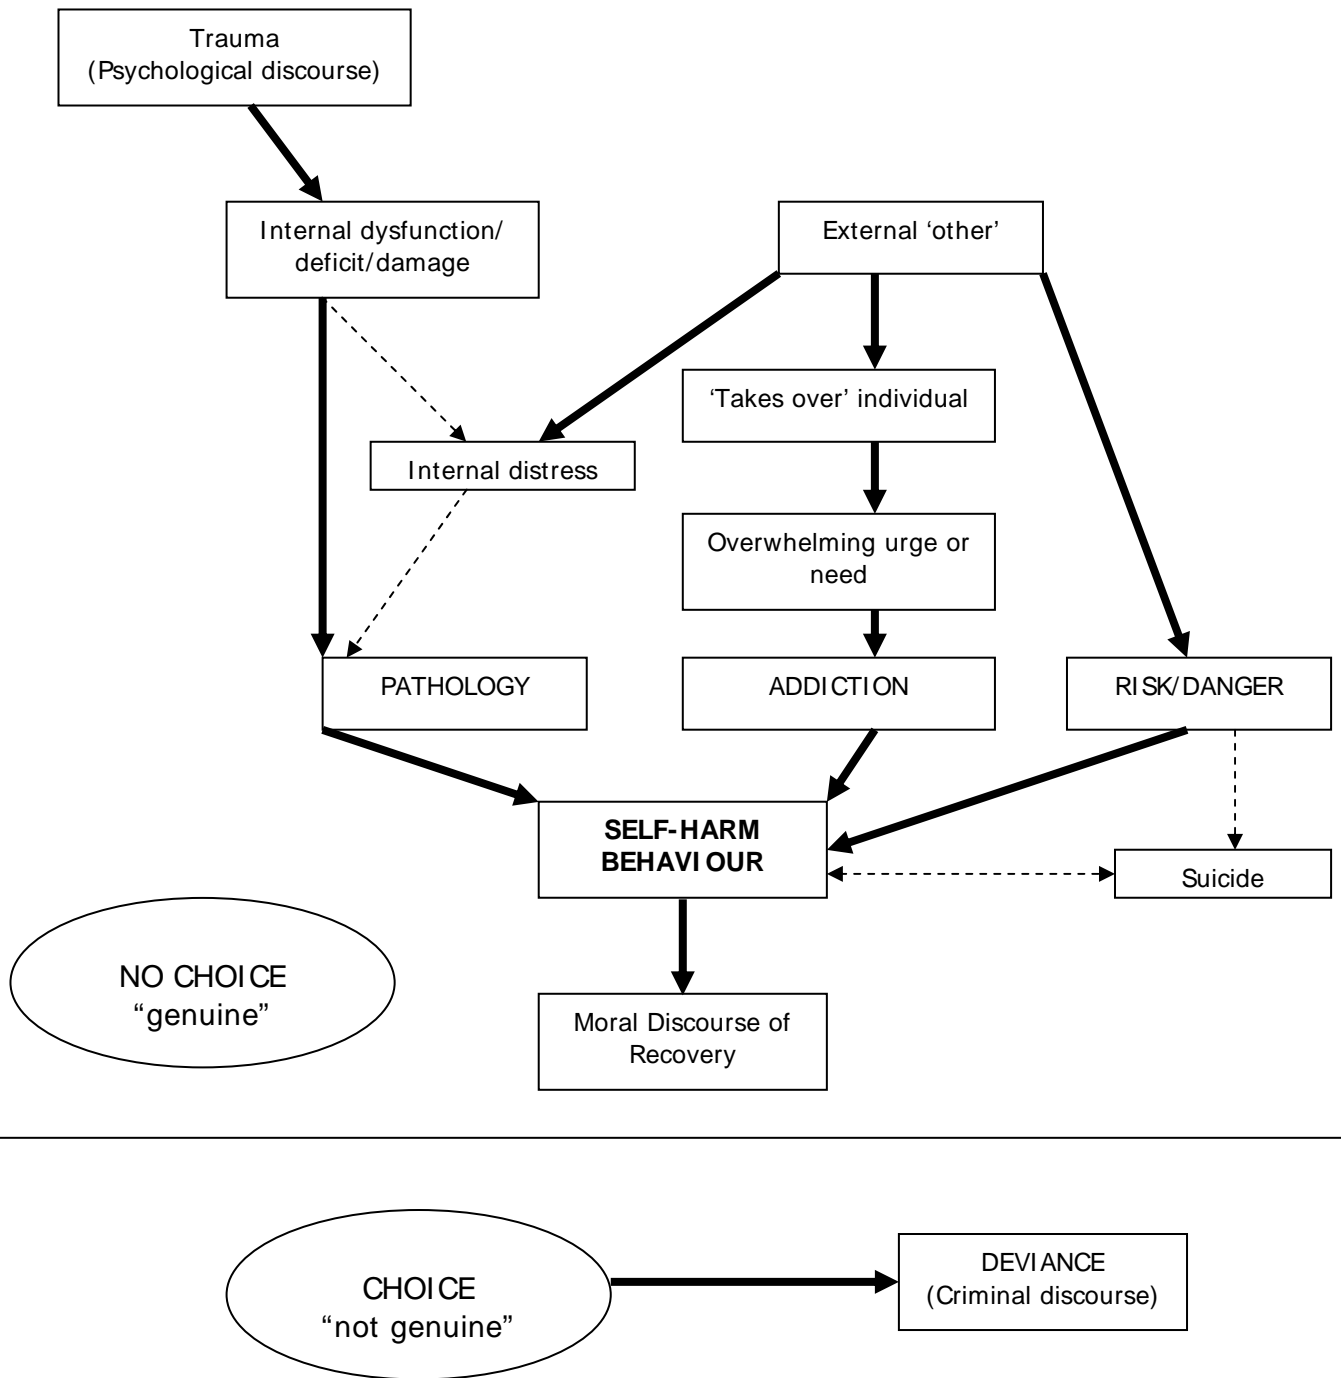 Trauma
(Psychological discourse)
Internal dysfunction/
deficit/damage
External ‘other’
‘Takes over’ individual
Internal distress
Overwhelming urge or
need
PATHOLOGY
ADDICTION
RISK/DANGER
SELF-HARM
BEHAVIOUR
Suicide
NO CHOICE
“genuine”
Moral Discourse of
Recovery
CHOICE
“not genuine”
DEVIANCE
(Criminal discourse)